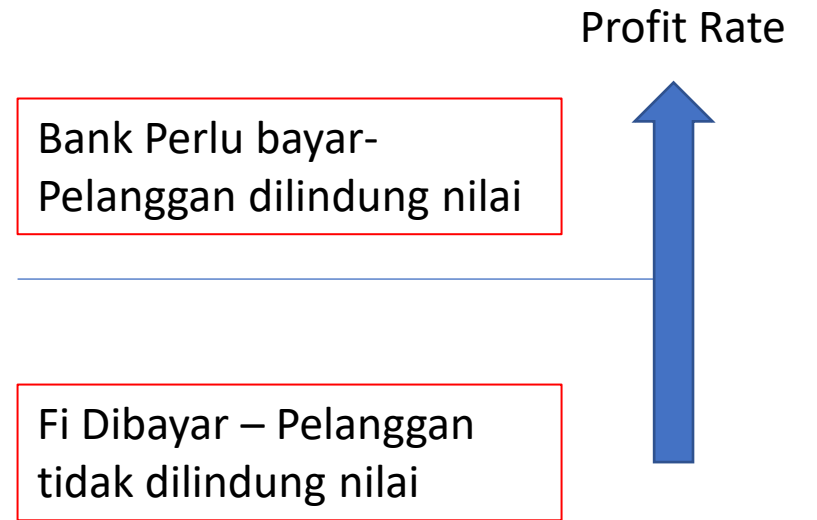 Profit Rate
Bank Perlu bayar-
Pelanggan dilindung nilai
Fi Dibayar – Pelanggan
tidak dilindung nilai